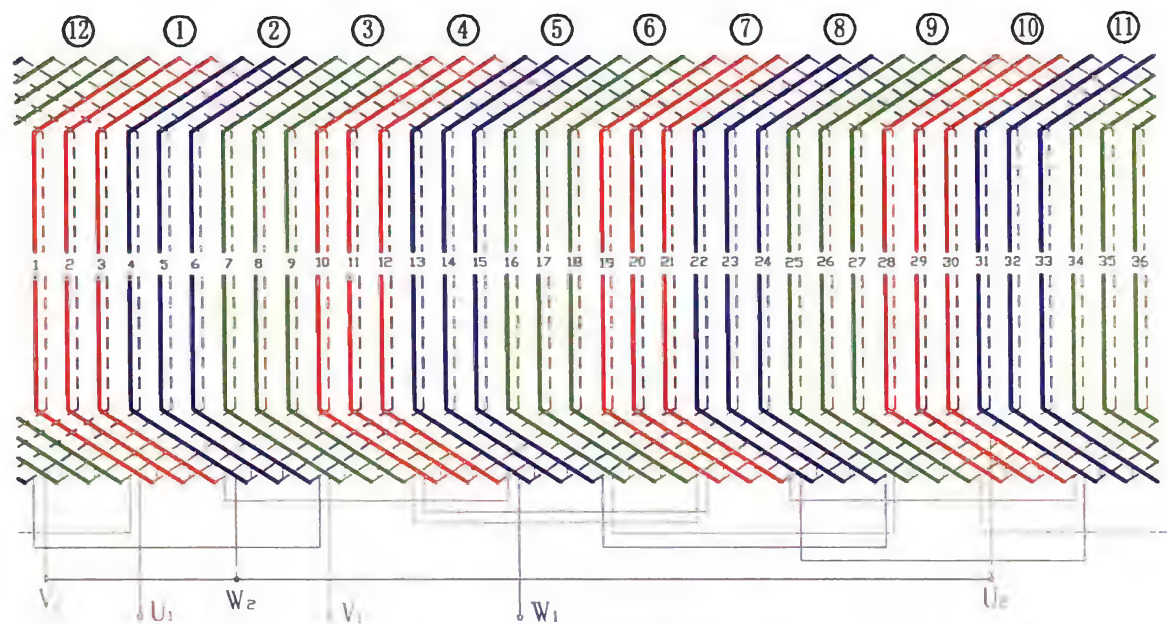 ⑫ ① ② ③ ④ ⑤ ⑥ ⑦ ⑧ ⑨ ⑩ ⑪
1 2 3 4 5 6 7 8 9 10 11 12 13 14 15 16 17 18 19 20 21 22 23 24 25 26 27 28 29 30 31 32 33 34 35 36
V W₂ U₂
U₁ V₁ W₁